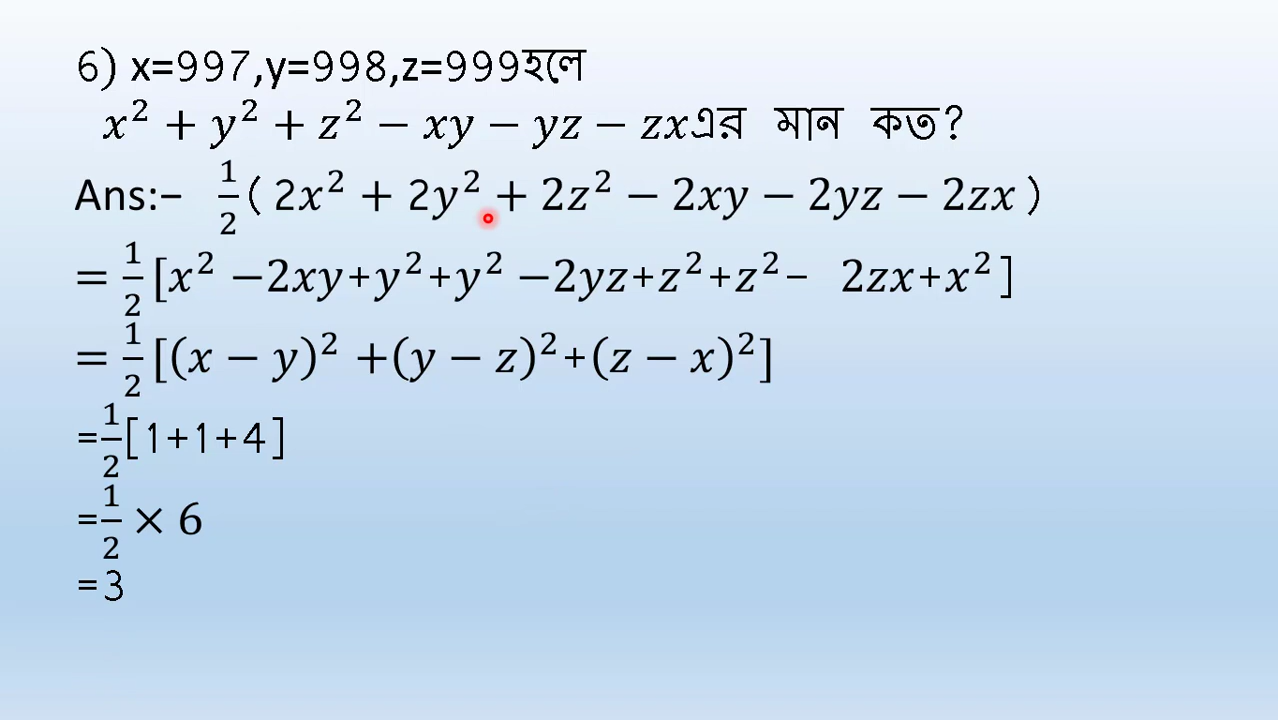 6) x=997,y=998,z=999হলে
x² + y² + z² − xy − yz − zxএর মান কত?
Ans:− 1/2 ( 2x² + 2y² + 2z² − 2xy − 2yz − 2zx )
= 1/2 [x² −2xy+y²+y² −2yz+z²+z²− 2zx+x²]
= 1/2 [(x − y)² +(y − z)²+(z − x)²]
=1/2[1+1+4]
=1/2 × 6
=3